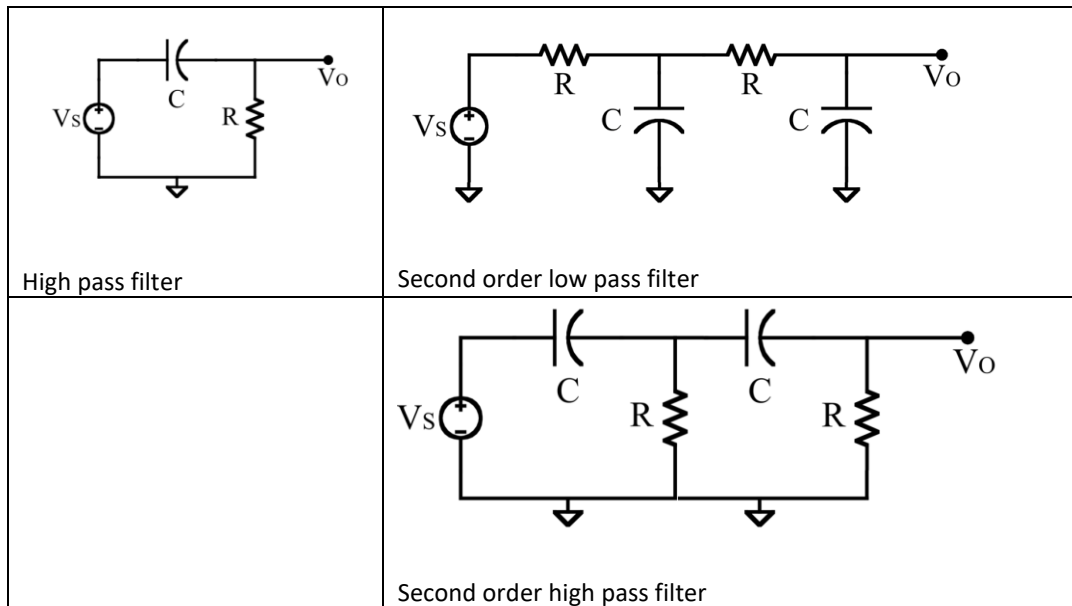 C
VO
VS
R
High pass filter
R
R
VO
VS
C
C
Second order low pass filter
C
C
VO
VS
R
R
Second order high pass filter